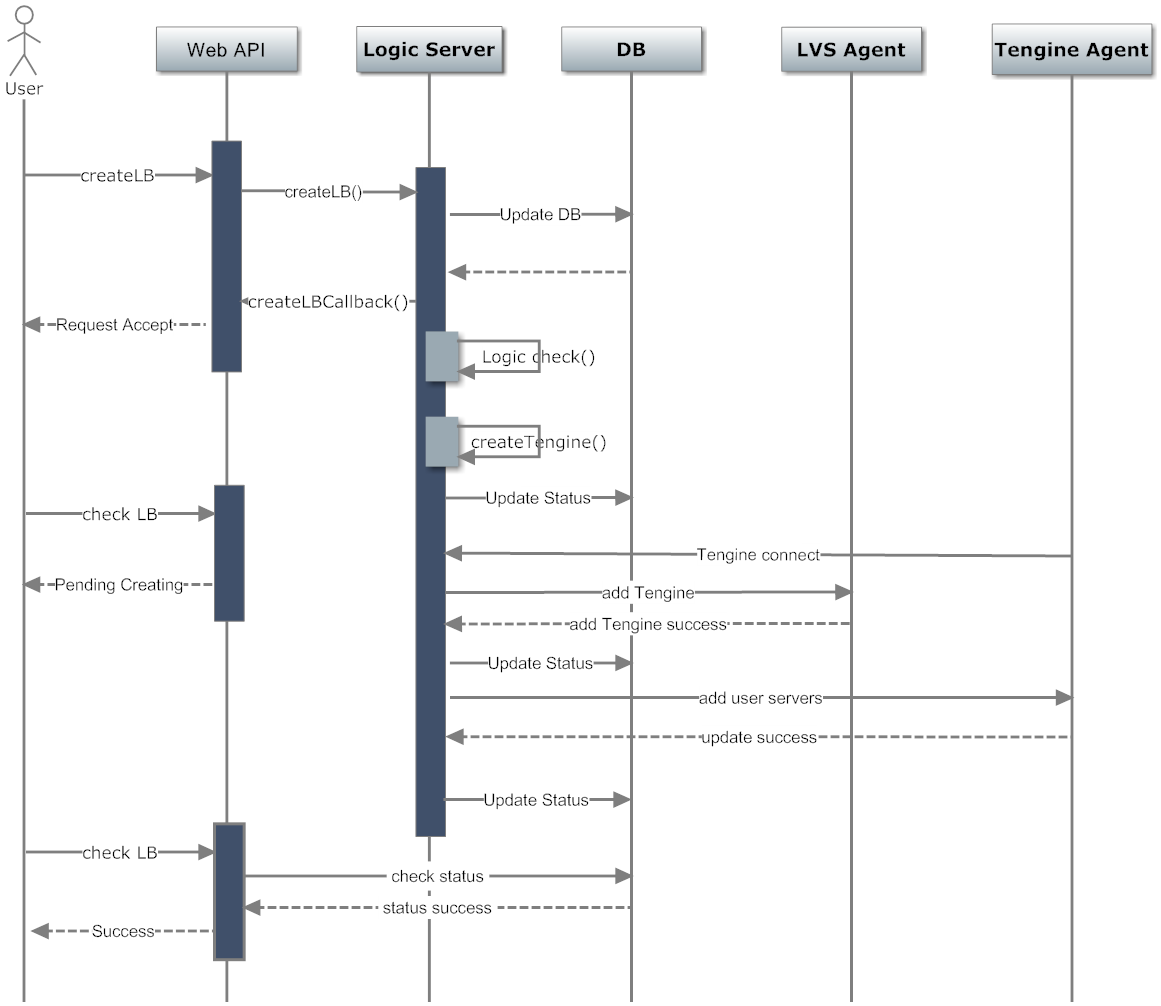 User
Web API
Logic Server
DB
LVS Agent
Tengine Agent
createLB
createLB()
Update DB
createLBCallback()
Request Accept
Logic check()
createTengine()
Update Status
check LB
Tengine connect
Pending Creating
add Tengine
add Tengine success
Update Status
add user servers
update success
Update Status
check LB
check status
status success
Success